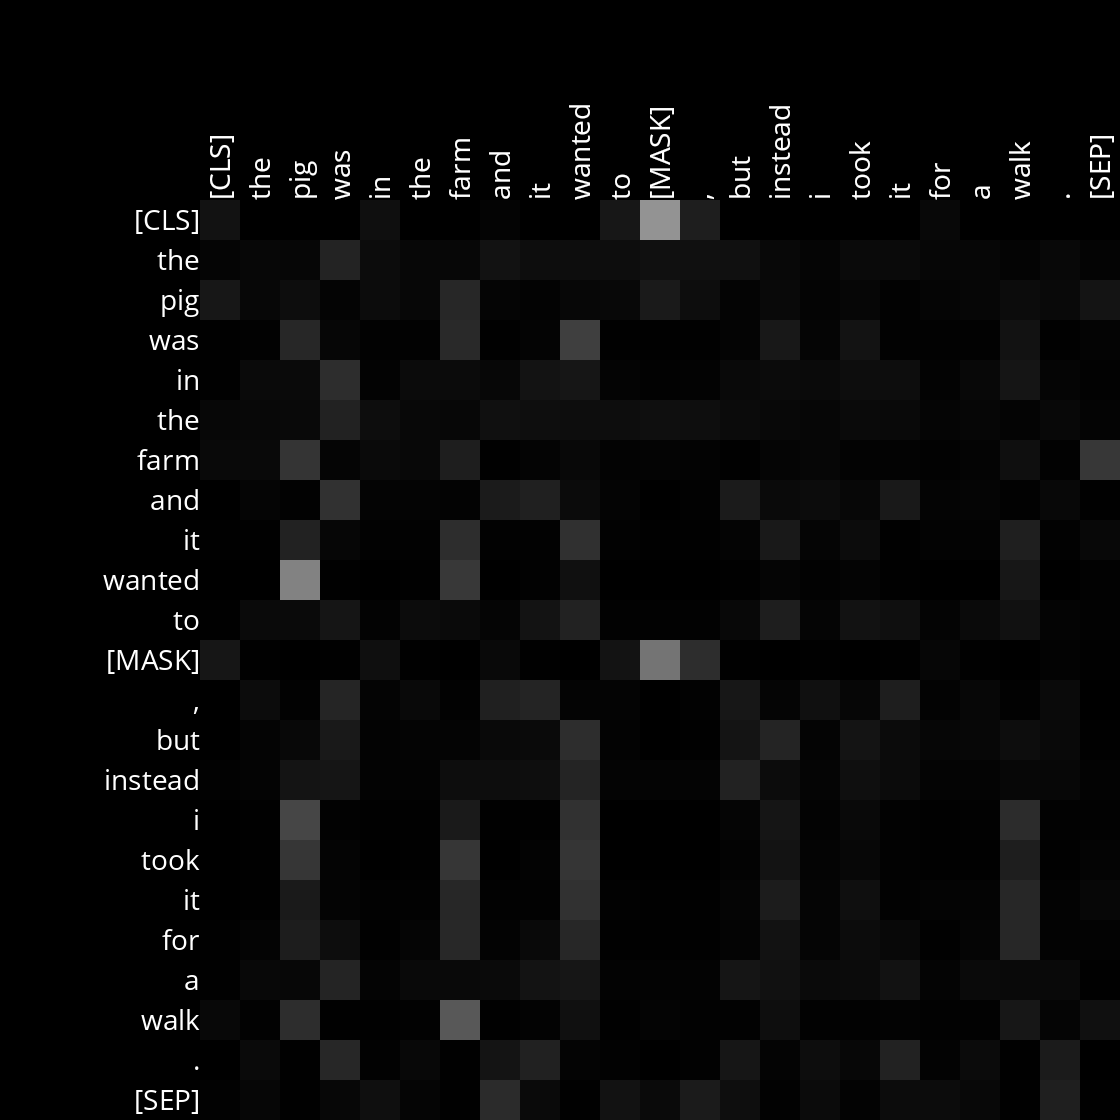 [CLS] the pig was in the farm and it wanted to [MASK] , but instead i took it for a walk . [SEP]
[CLS]
the
pig
was
in
the
farm
and
it
wanted
to
[MASK]
,
but
instead
i
took
it
for
a
walk
.
[SEP]